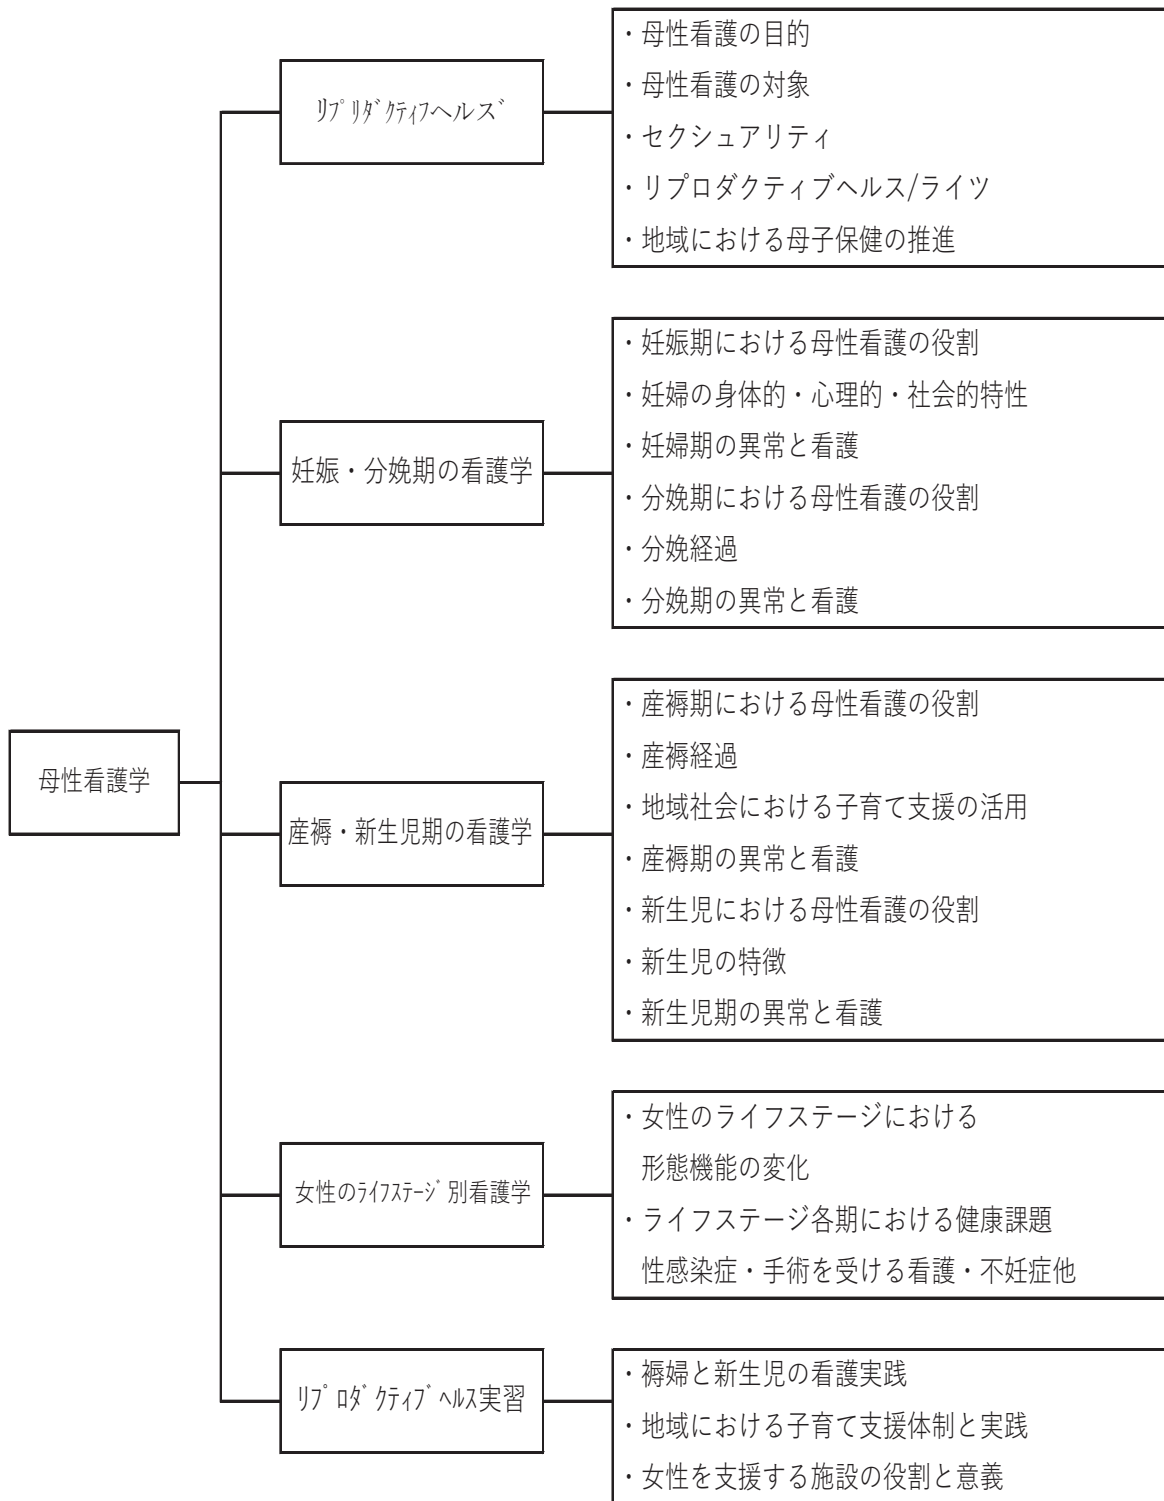 母性看護学
リプリダクティフヘルズ
・母性看護の目的
・母性看護の対象
・セクシュアリティ
・リプロダクティブヘルス/ライツ
・地域における母子保健の推進
妊娠・分娩期の看護学
・妊娠期における母性看護の役割
・妊婦の身体的・心理的・社会的特性
・妊婦期の異常と看護
・分娩期における母性看護の役割
・分娩経過
・分娩期の異常と看護
産褥・新生児期の看護学
・産褥期における母性看護の役割
・産褥経過
・地域社会における子育て支援の活用
・産褥期の異常と看護
・新生児における母性看護の役割
・新生児の特徴
・新生児期の異常と看護
女性のライフステージ別看護学
・女性のライフステージにおける
形態機能の変化
・ライフステージ各期における健康課題
性感染症・手術を受ける看護・不妊症他
リプロダクティブヘルス実習
・褥婦と新生児の看護実践
・地域における子育て支援体制と実践
・女性を支援する施設の役割と意義